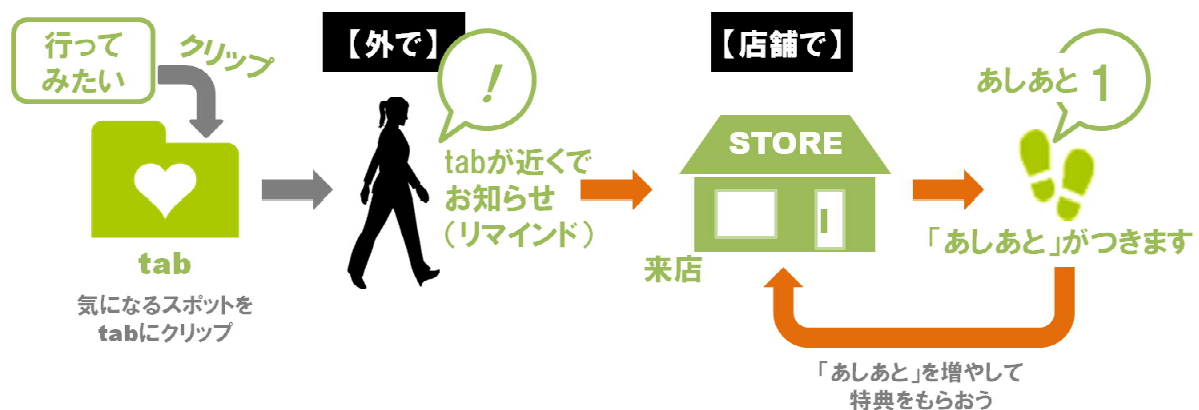 行って
みたい
クリップ
tab
気になるスポットを
tabにクリップ
【外で】
!
tabが近くで
お知らせ
（リマインド）
【店舗で】
STORE
来店
あしあと 1
「あしあと」がつきます
「あしあと」を増やして
特典をもらおう